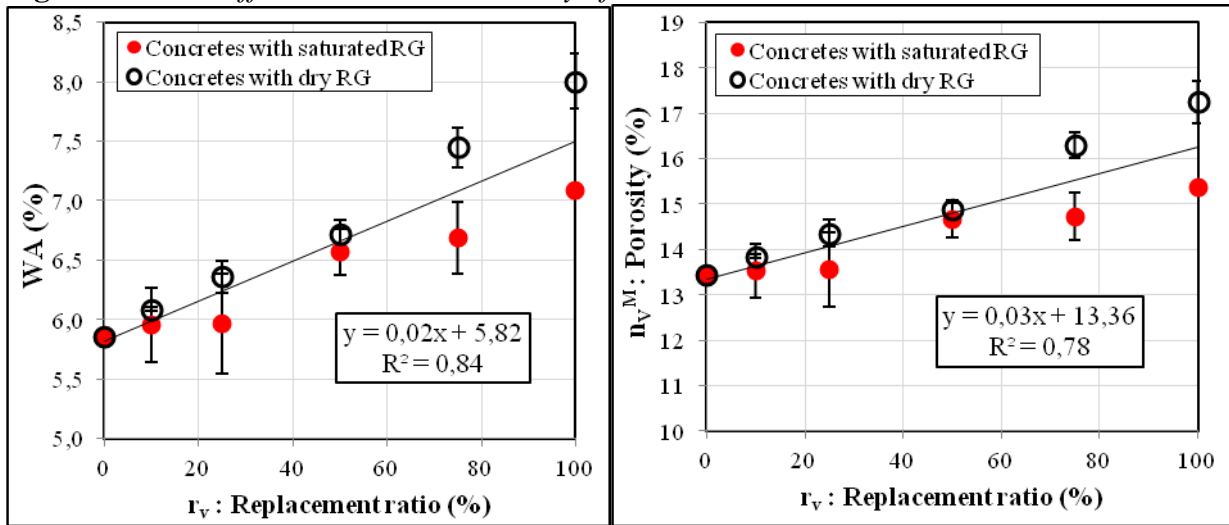 8,5
8,0
7,5
7,0
6,5
6,0
5,5
5,0
WA (%)
Concretes with saturated RG
Concretes with dry RG
y = 0,02x + 5,82
R² = 0,84
0 20 40 60 80 100
r_v : Replacement ratio (%)
19
18
17
16
15
14
13
12
11
10
n_v^M: Porosity (%)
Concretes with saturated RG
Concretes with dry RG
y = 0,03x + 13,36
R² = 0,78
0 20 40 60 80 100
r_v : Replacement ratio (%)